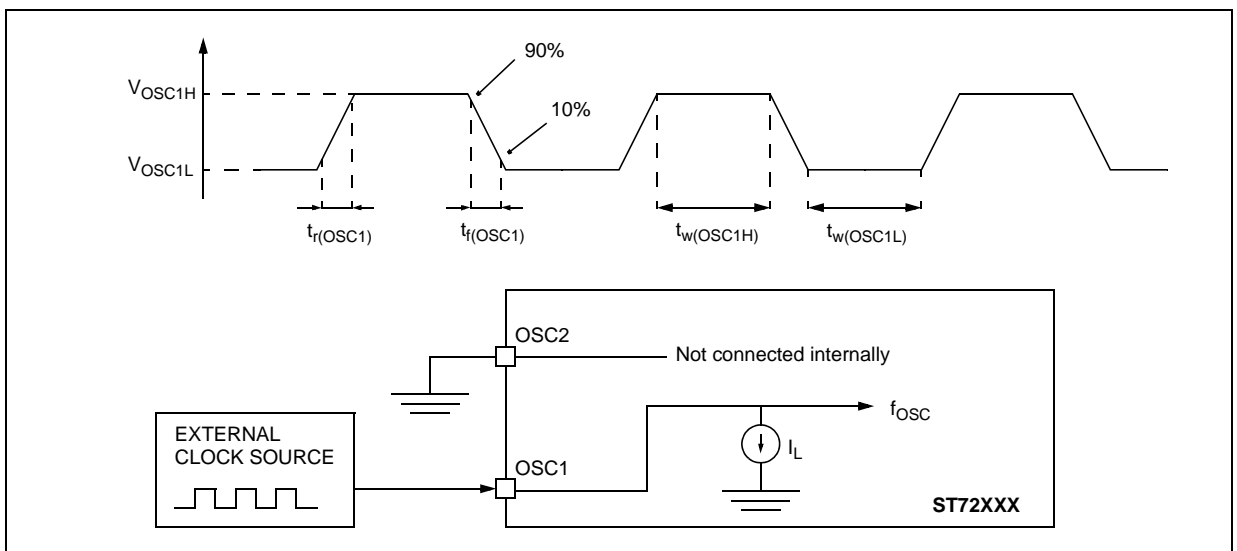 90%
VOSC1H
10%
VOSC1L
tr(OSC1)
tf(OSC1)
tw(OSC1H)
tw(OSC1L)
OSC2
Not connected internally
fOSC
EXTERNAL
CLOCK SOURCE
IL
OSC1
ST72XXX